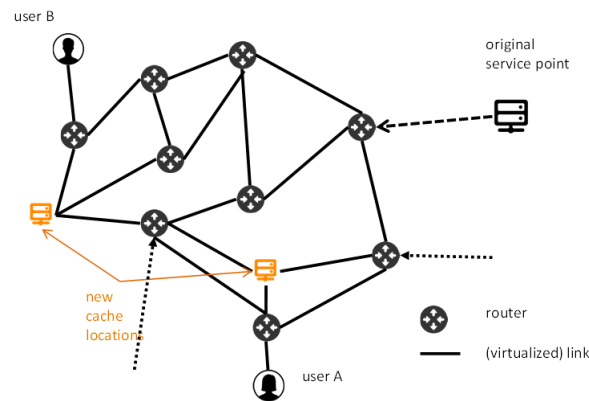 user B
original
service point
new
cache
locations
router
(virtualized) link
user A